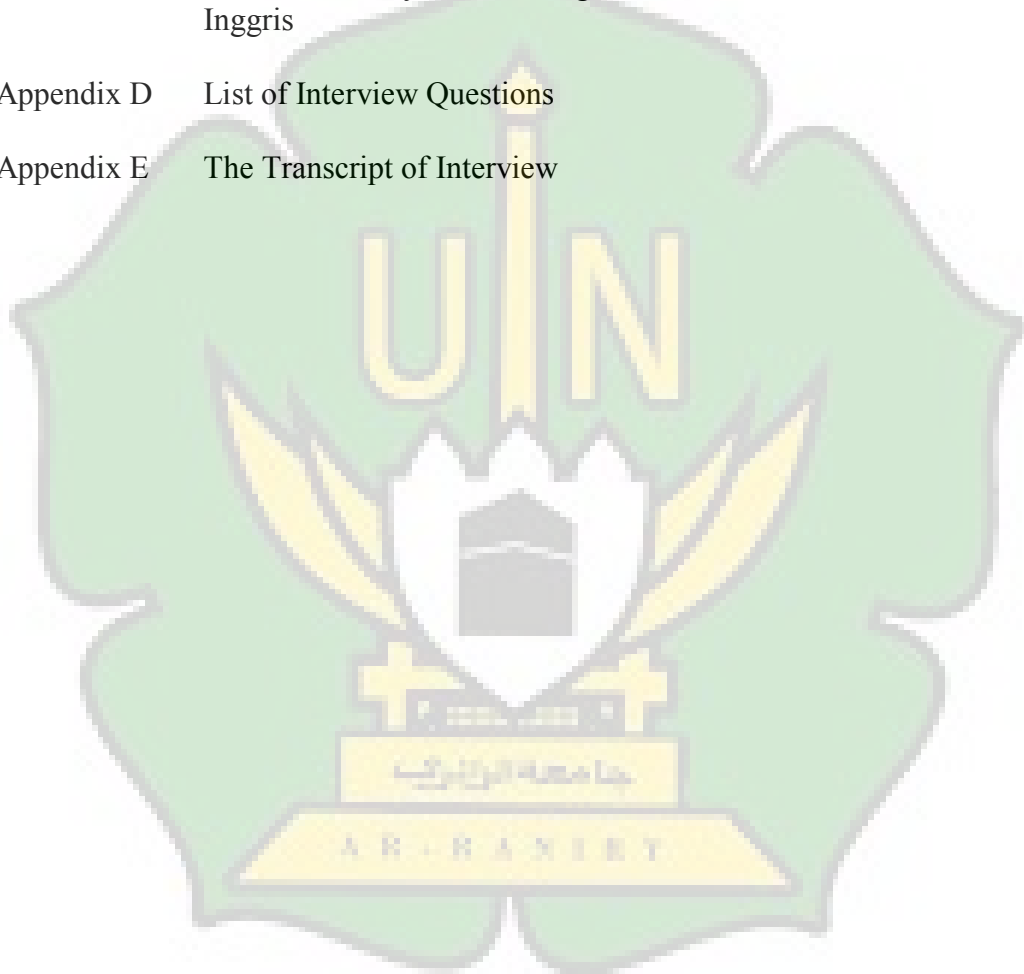 Inggris
Appendix D List of Interview Questions
Appendix E The Transcript of Interview
UIN
AR-RANIRY